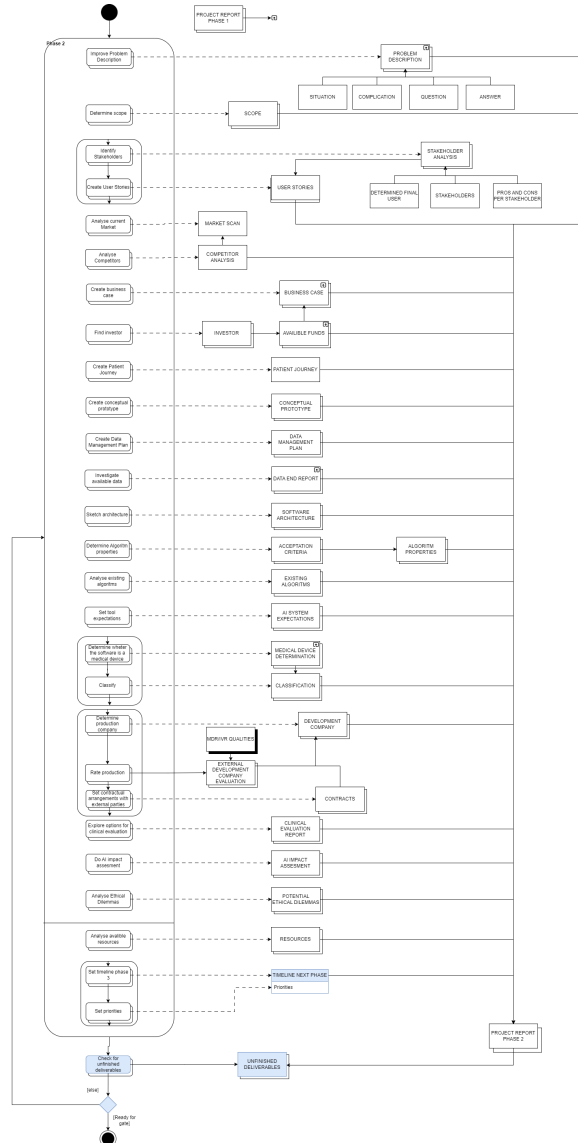 PROJECT REPORT
PHASE 1
Phase 2
Improve Problem
Description
PROBLEM
DESCRIPTION
SITUATION
COMPLICATION
QUESTION
ANSWER
Determine scope
SCOPE
Identify
Stakeholders
STAKEHOLDER
ANALYSIS
Create User Stories
USER STORIES
DETERMINED FINAL
USER
STAKEHOLDERS
PROS AND CONS
PER STAKEHOLDER
Analyse current
Market
MARKET SCAN
Analyse
Competitors
COMPETITOR
ANALYSIS
Create business
case
BUSINESS CASE
Find investor
INVESTOR
AVAILIBLE FUNDS
Create Patient
Journey
PATIENT JOURNEY
Create conceptual
prototype
CONCEPTUAL
PROTOTYPE
Create Data
Management Plan
DATA
MANAGEMENT
PLAN
Investigate
available data
DATA END REPORT
Sketch architecture
SOFTWARE
ARCHITECTURE
Determine Algoritm
properties
ACCEPTATION
CRITERIA
ALGORITM
PROPERTIES
Analyse existing
algoritms
EXISTING
ALGORITMS
Set tool
expectations
AI SYSTEM
EXPECTATIONS
Determine wheter
the software is a
medical device
MEDICAL DEVICE
DETERMINATION
Classify
CLASSIFICATION
Determine
production
company
DEVELOPMENT
COMPANY
MDR/IVR QUALITIES
Rate production
EXTERNAL
DEVELOPMENT
COMPANY
EVALUATION
Set contractual
arrangements with
external parties
CONTRACTS
Explore options for
clinical evaluation
CLINICAL
EVALUATION
REPORT
Do Ai impact
assesment
AI IMPACT
ASSESMENT
Analyse Ethical
Dilemmas
POTENTIAL
ETHICAL DILEMMAS
Analyse availble
resources
RESOURCES
Set timeline phase
3
TIMELINE NEXT PHASE
Priorities
Set priorities
PROJECT REPORT
PHASE 2
Check for
unfinished
deliverables
UNFINISHED
DELIVERABLES
[else]
[Ready for
gate]